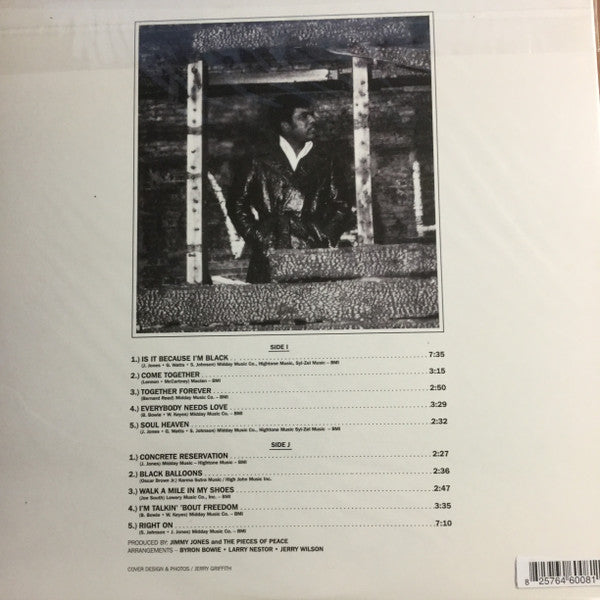 SIDE I
1.) IS IT BECAUSE I'M BLACK 7:35
(J. Jones • G. Watts • S. Johnson) Midday Music Co., Hightone Music, Syl-Zel Music – BMI
2.) COME TOGETHER 3:15
(Lennon • McCartney) Maclen – BMI
3.) TOGETHER FOREVER 2:50
(Bernard Reed) Midday Music Co. – BMI
4.) EVERYBODY NEEDS LOVE 3:29
(B. Bowie • W. Keyes) Midday Music Co. – BMI
5.) SOUL HEAVEN 2:32
(J. Jones • G. Watts • S. Johnson) Midday Music Co., Hightone Music Syl-Zel Music – BMI
SIDE J
1.) CONCRETE RESERVATION 2:27
(J. Jones) Midday Music – Hightone Music – BMI
2.) BLACK BALLOONS 2:36
(Oscar Brown Jr.) Karma Sutra Music / High John Music Inc.
3.) WALK A MILE IN MY SHOES 2:47
(Joe South) Lowery Music Co., Inc. – BMI
4.) I'M TALKIN' 'BOUT FREEDOM 3:35
(B. Bowie • W. Keyes) Midday Music Co. – BMI
5.) RIGHT ON 7:10
(S. Johnson • J. Jones) Midday Music Co. – BMI
PRODUCED BY: JIMMY JONES and THE PIECES OF PEACE
ARRANGEMENTS – BYRON BOWIE • LARRY NESTOR • JERRY WILSON
COVER DESIGN & PHOTOS / JERRY GRIFFITH
8 25764 60081